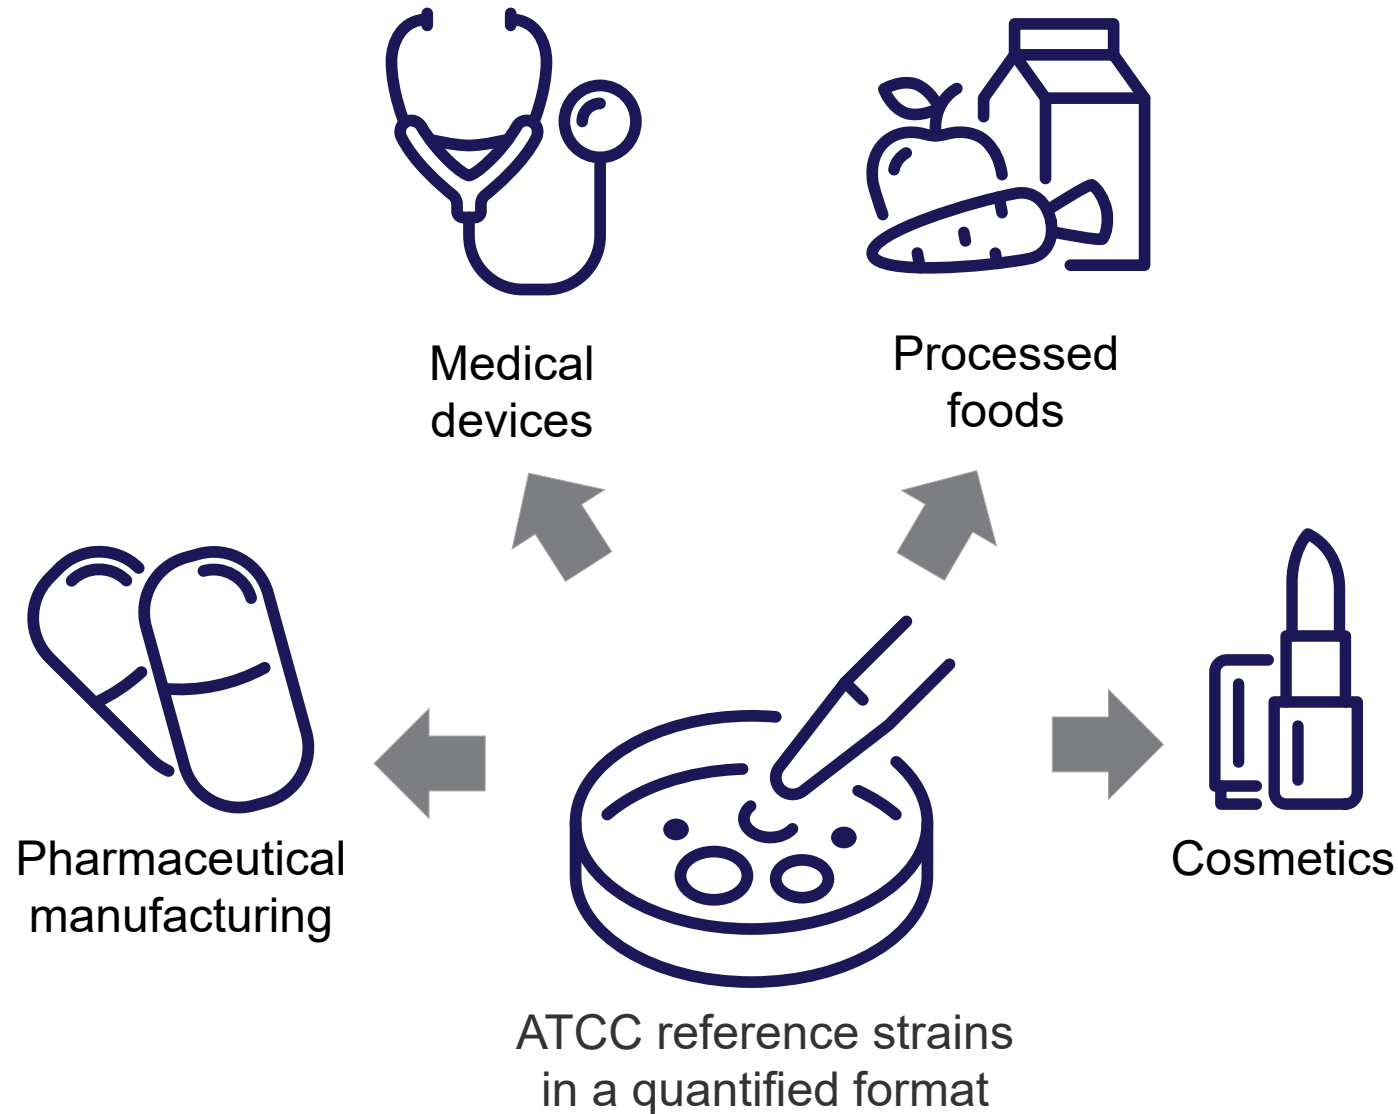 Medical
devices
Processed
foods
Pharmaceutical
manufacturing
Cosmetics
ATCC reference strains
in a quantified format